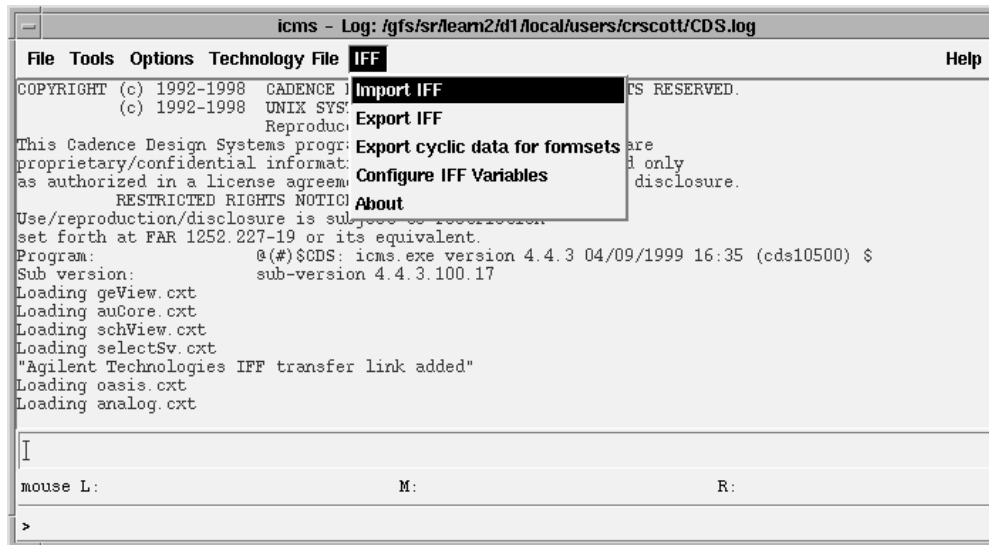 icms - Log: /gfs/sr/learn2/d1/local/users/crscott/CDS.log
File Tools Options Technology File IFF Help
Import IFF
Export IFF
Export cyclic data for formsets
Configure IFF Variables
About
COPYRIGHT (c) 1992-1998 CADENCE TS RESERVED.
(c) 1992-1998 UNIX SYS
Reproduc
This Cadence Design Systems progr are
proprietary/confidential informat d only
as authorized in a license agreem disclosure.
RESTRICTED RIGHTS NOTIC
Use/reproduction/disclosure is
set forth at FAR 1252.227-19 or its equivalent.
Program: @(#)$CDS: icms.exe version 4.4.3 04/09/1999 16:35 (cds10500) $
Sub version: sub-version 4.4.3.100.17
Loading geView.cxt
Loading auCore.cxt
Loading schView.cxt
Loading selectSv.cxt
"Agilent Technologies IFF transfer link added"
Loading oasis.cxt
Loading analog.cxt
mouse L: M: R:
>